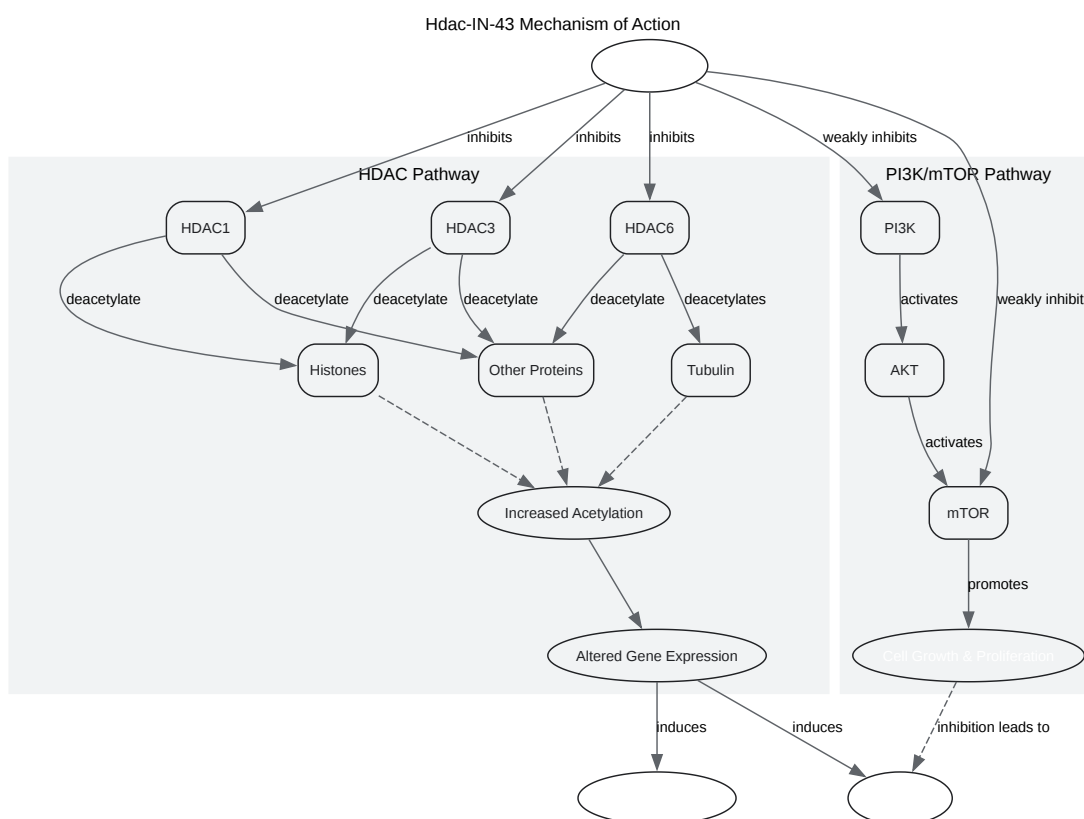 Hdac-IN-43 Mechanism of Action
inhibits
inhibits
inhibits
weakly inhibits
HDAC Pathway
PI3K/mTOR Pathway
HDAC1
HDAC3
HDAC6
PI3K
deacetylate
deacetylate
deacetylate
deacetylate
deacetylate
deacetylates
activates
weakly inhibit
Histones
Other Proteins
Tubulin
AKT
activates
Increased Acetylation
mTOR
promotes
Altered Gene Expression
Cell Growth & Proliferation
induces
induces
inhibition leads to